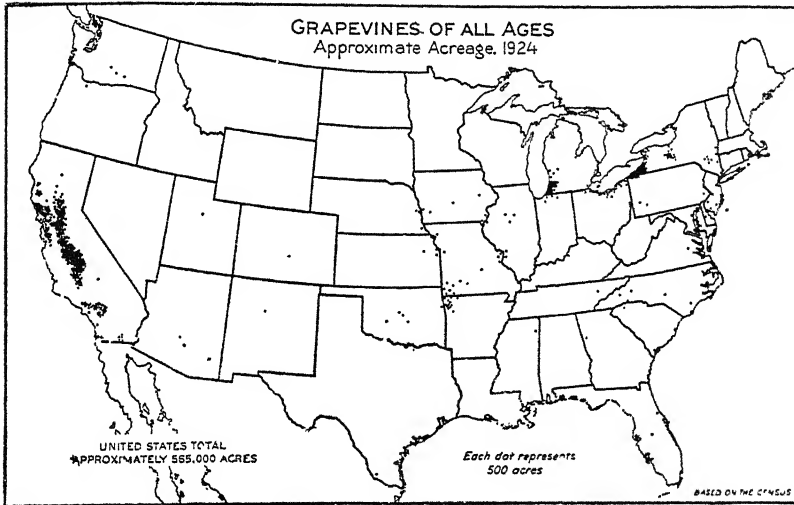 GRAPEVINES OF ALL AGES
Approximate Acreage, 1924
UNITED STATES TOTAL
APPROXIMATELY 565,000 ACRES
Each dot represents
500 acres
BASED ON THE CENSUS